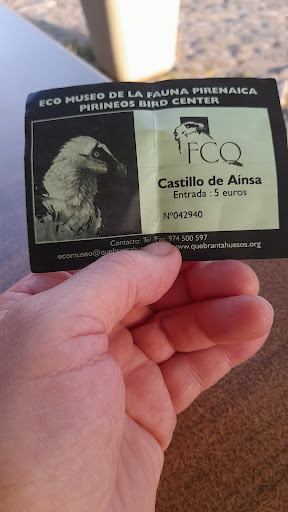 ECO MUSEO DE LA FAUNA PIRENAICA
PIRINEOS BIRD CENTER
FCQ
Castillo de Aínsa
Entrada : 5 euros
Nº042940
Contacto: Tel./Fax: 974 500 597
www.quebrantahuesos.org